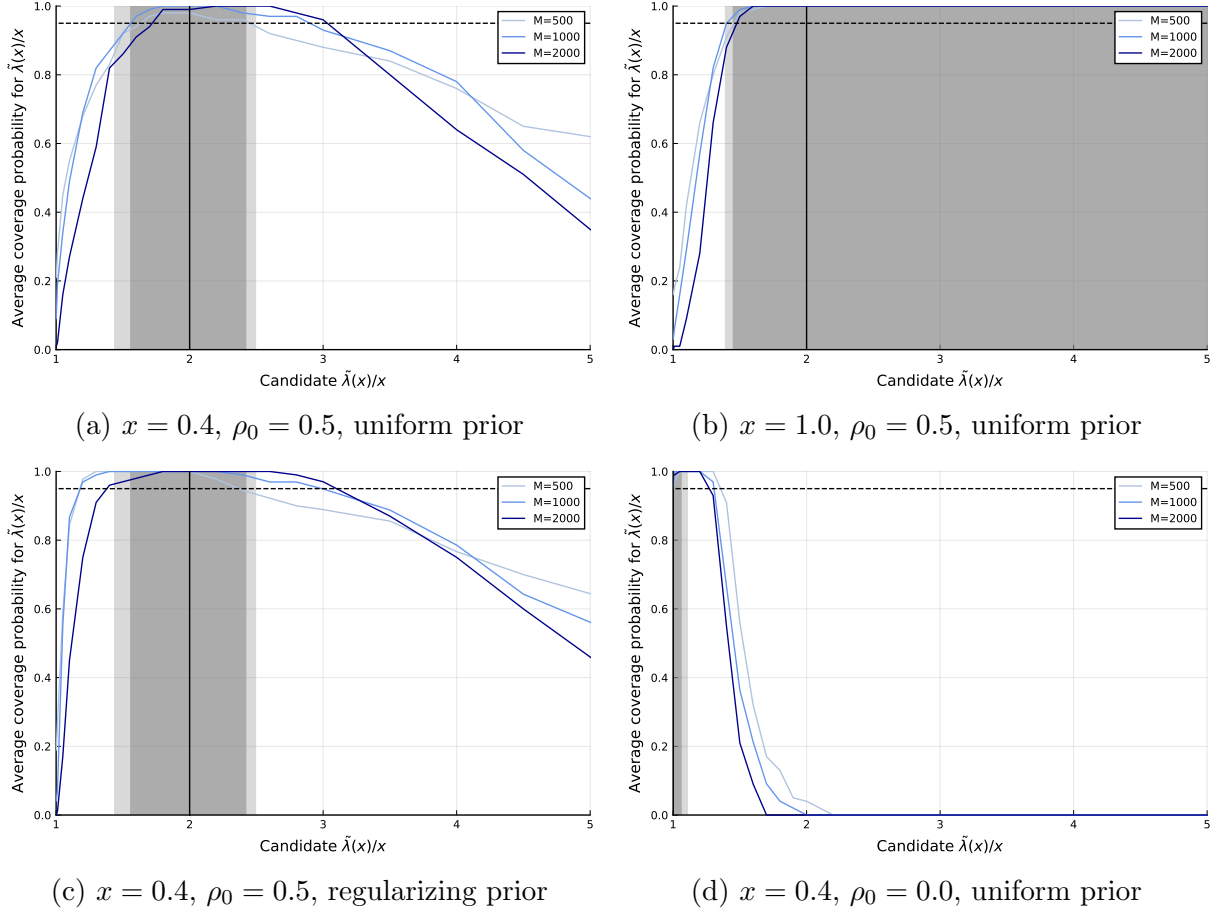 Average coverage probability for λ̃(x)/x
1.0
0.8
0.6
0.4
0.2
0.0
1
2
3
4
5
Candidate λ̃(x)/x
M=500
M=1000
M=2000
(a) x = 0.4, ρ₀ = 0.5, uniform prior
Average coverage probability for λ̃(x)/x
1.0
0.8
0.6
0.4
0.2
0.0
1
2
3
4
5
Candidate λ̃(x)/x
M=500
M=1000
M=2000
(b) x = 1.0, ρ₀ = 0.5, uniform prior
Average coverage probability for λ̃(x)/x
1.0
0.8
0.6
0.4
0.2
0.0
1
2
3
4
5
Candidate λ̃(x)/x
M=500
M=1000
M=2000
(c) x = 0.4, ρ₀ = 0.5, regularizing prior
Average coverage probability for λ̃(x)/x
1.0
0.8
0.6
0.4
0.2
0.0
1
2
3
4
5
Candidate λ̃(x)/x
M=500
M=1000
M=2000
(d) x = 0.4, ρ₀ = 0.0, uniform prior